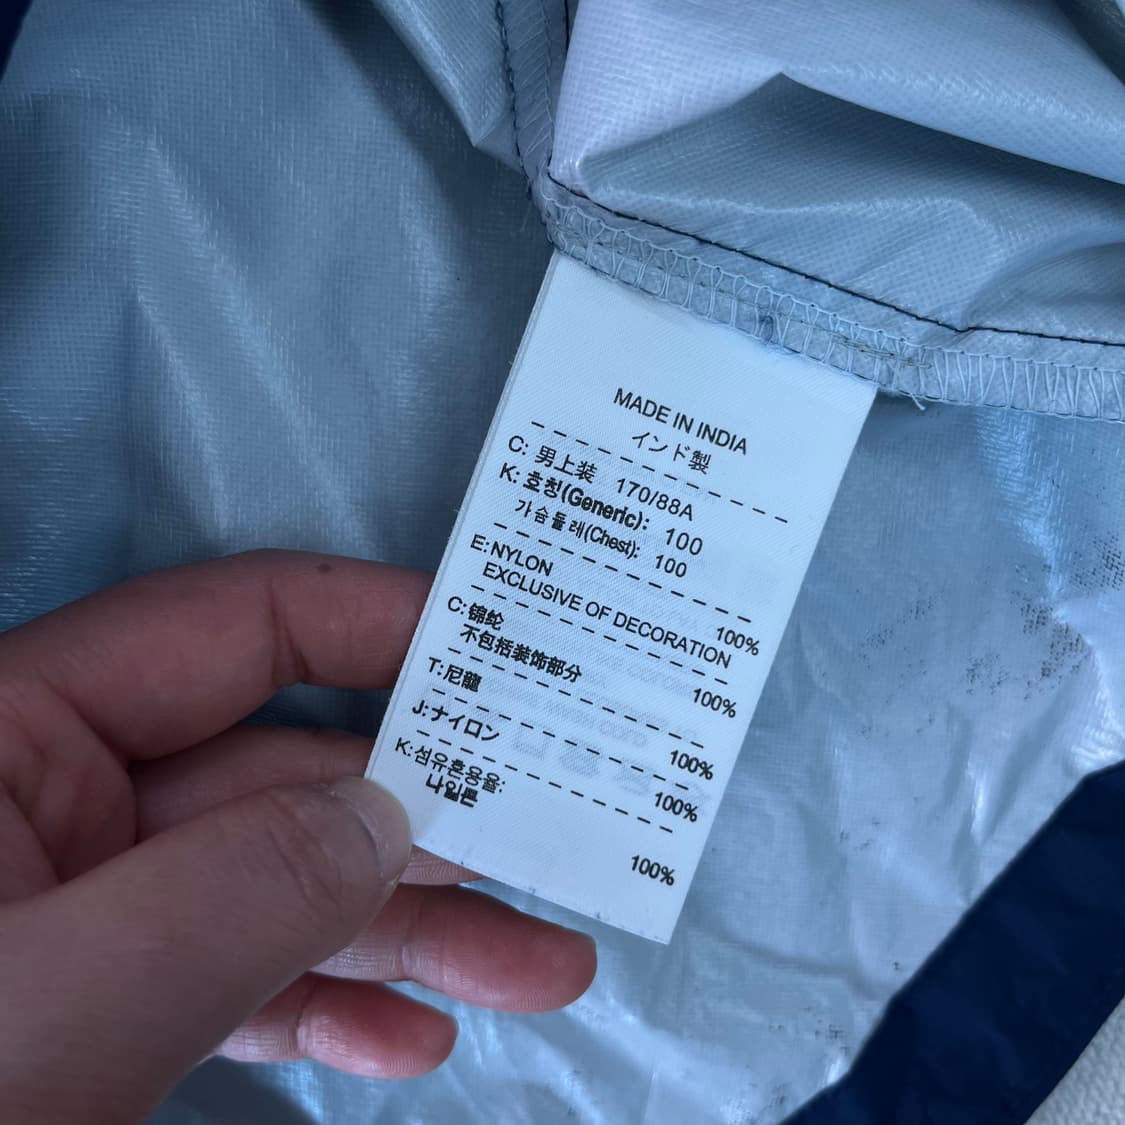 MADE IN INDIA
インド製
C: 男上装 170/88A
K: 호칭(Generic): 100
가슴둘레(Chest): 100
E: NYLON 100%
EXCLUSIVE OF DECORATION
C: 锦纶 100%
不包括装饰部分
T: 尼龍 100%
J: ナイロン 100%
K: 섬유혼용율:
나일론 100%